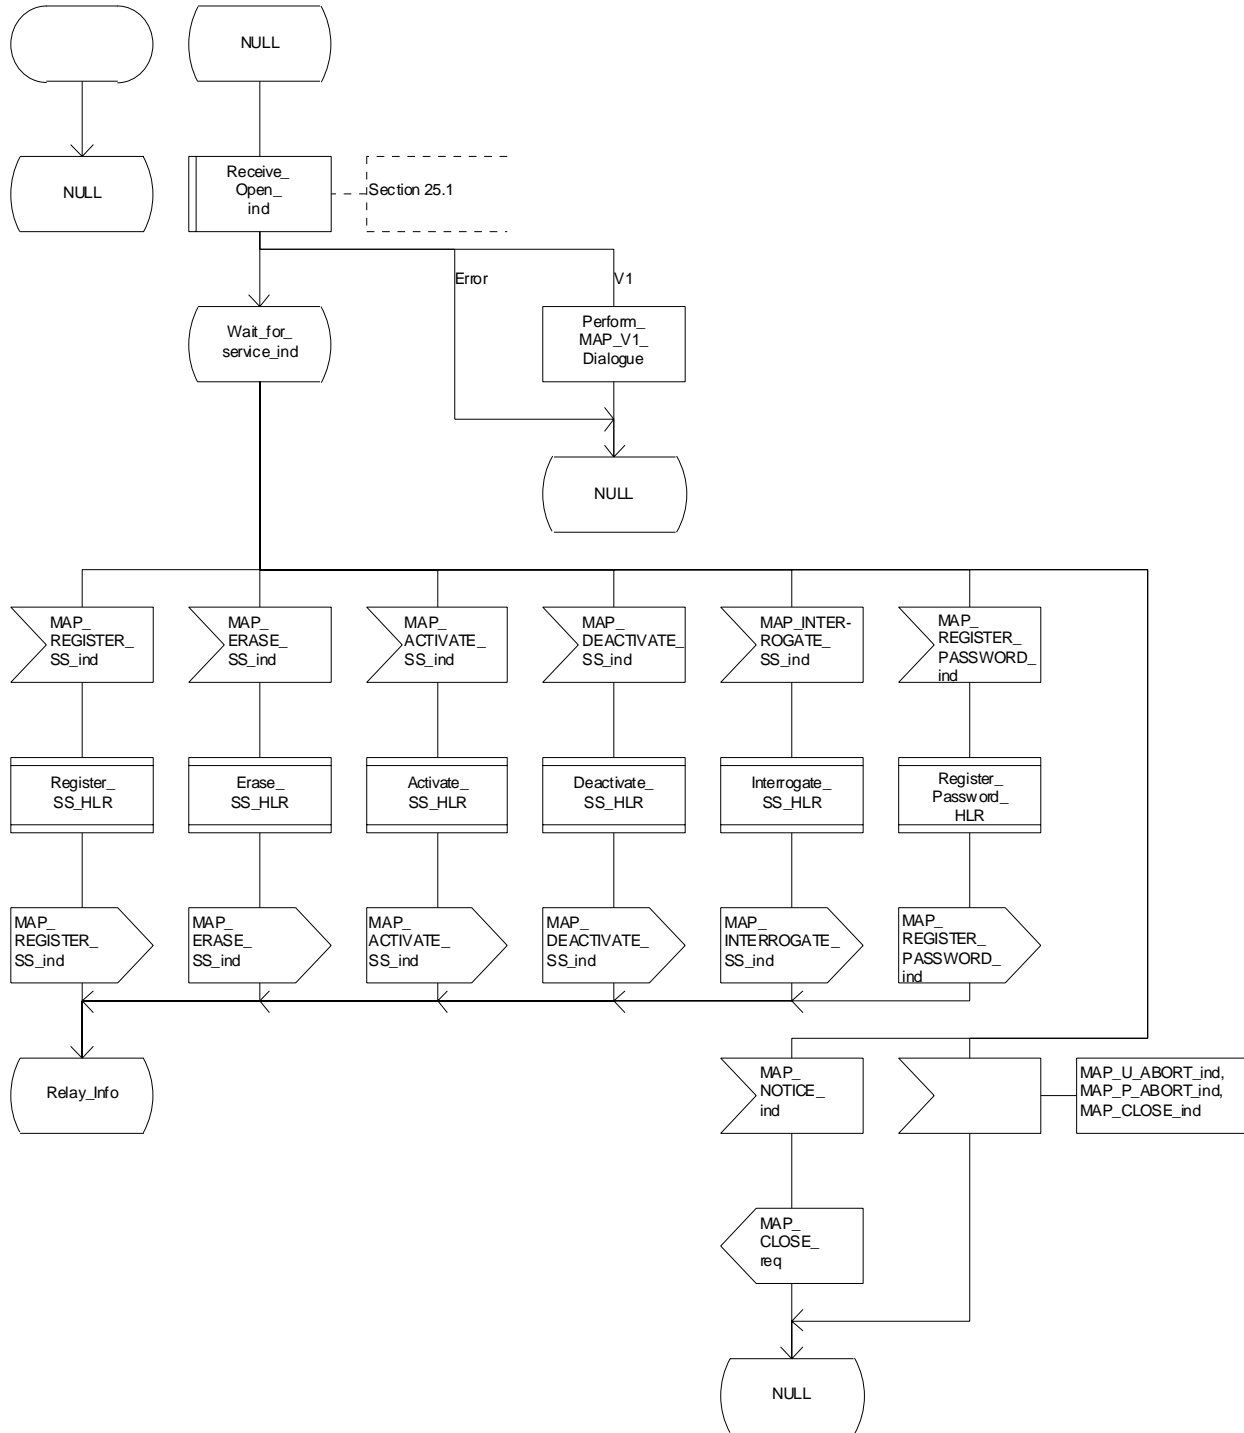 NULL
NULL
Receive_
Open_
ind
Section 25.1
Error
V1
Wait_for_
service_ind
Perform_
MAP_V1_
Dialogue
NULL
MAP_
REGISTER_
SS_ind
MAP_
ERASE_
SS_ind
MAP_
ACTIVATE_
SS_ind
MAP_
DEACTIVATE_
SS_ind
MAP_INTER-
ROGATE_
SS_ind
MAP_
REGISTER_
PASSWORD_
ind
Register_
SS_HLR
Erase_
SS_HLR
Activate_
SS_HLR
Deactivate_
SS_HLR
Interrogate_
SS_HLR
Register_
Password_
HLR
MAP_
REGISTER_
SS_ind
MAP_
ERASE_
SS_ind
MAP_
ACTIVATE_
SS_ind
MAP_
DEACTIVATE_
SS_ind
MAP_
INTERROGATE_
SS_ind
MAP_
REGISTER_
PASSWORD_
ind
Relay_Info
MAP_
NOTICE_
ind
MAP_U_ABORT_ind,
MAP_P_ABORT_ind,
MAP_CLOSE_ind
MAP_
CLOSE_
req
NULL